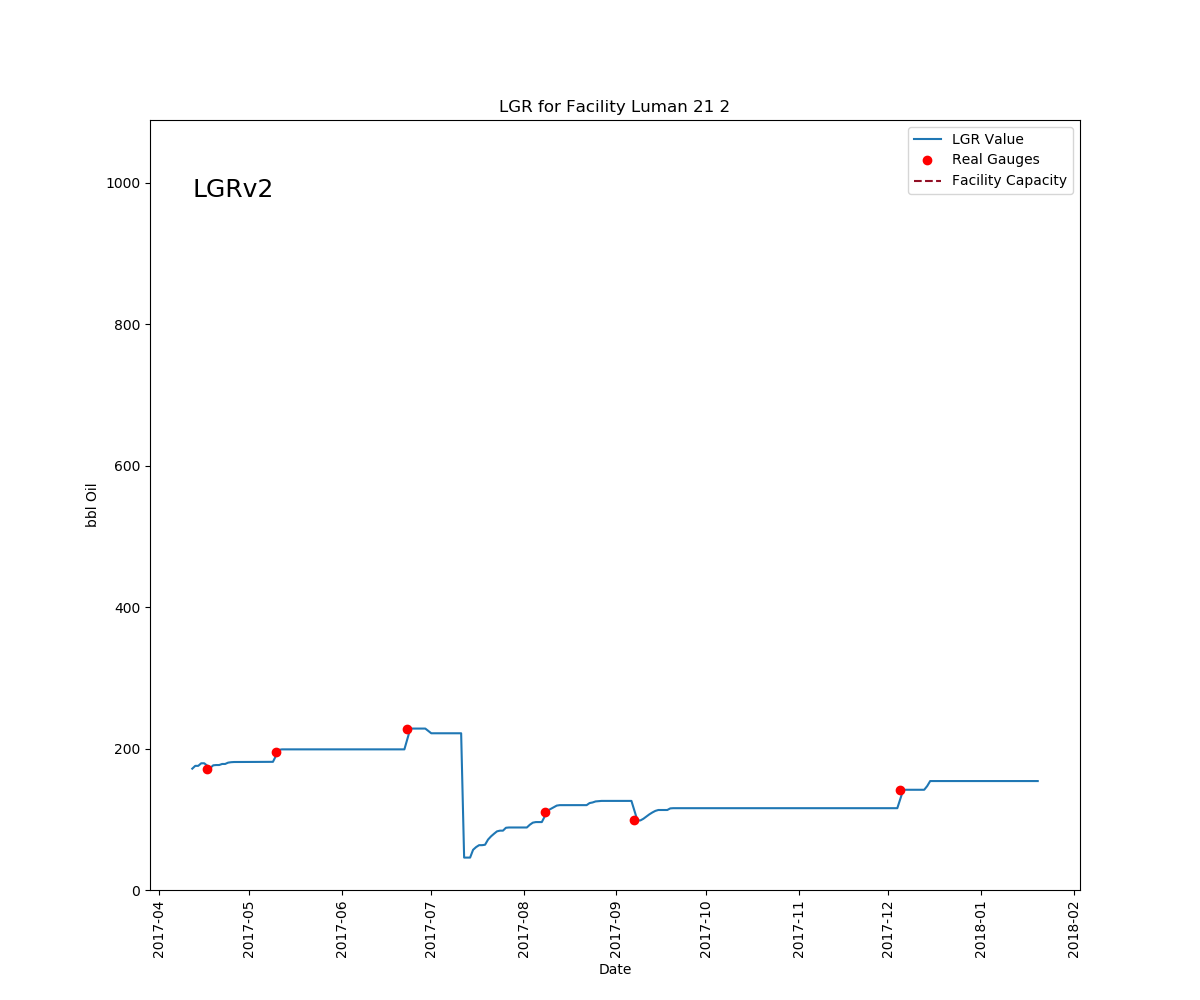 LGR for Facility Luman 21 2
LGRv2
LGR Value
Real Gauges
Facility Capacity
bbl Oil
1000
800
600
400
200
0
2017-04
2017-05
2017-06
2017-07
2017-08
2017-09
2017-10
2017-11
2017-12
2018-01
2018-02
Date